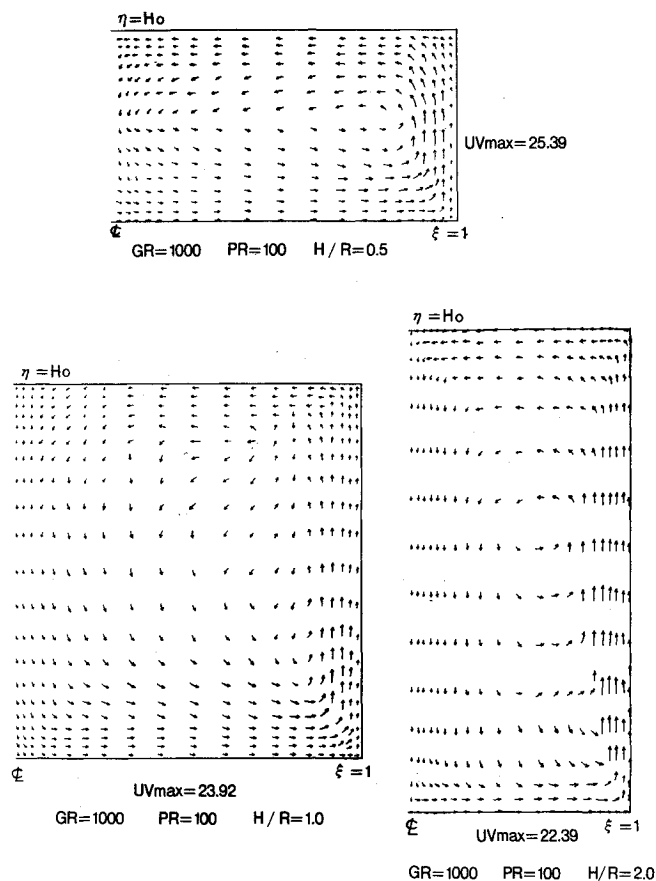 η=Ho
UVmax=25.39
℄ ξ=1
GR=1000 PR=100 H/R=0.5
η=Ho
℄ ξ=1
UVmax=23.92
GR=1000 PR=100 H/R=1.0
η=Ho
℄ ξ=1
UVmax=22.39
GR=1000 PR=100 H/R=2.0